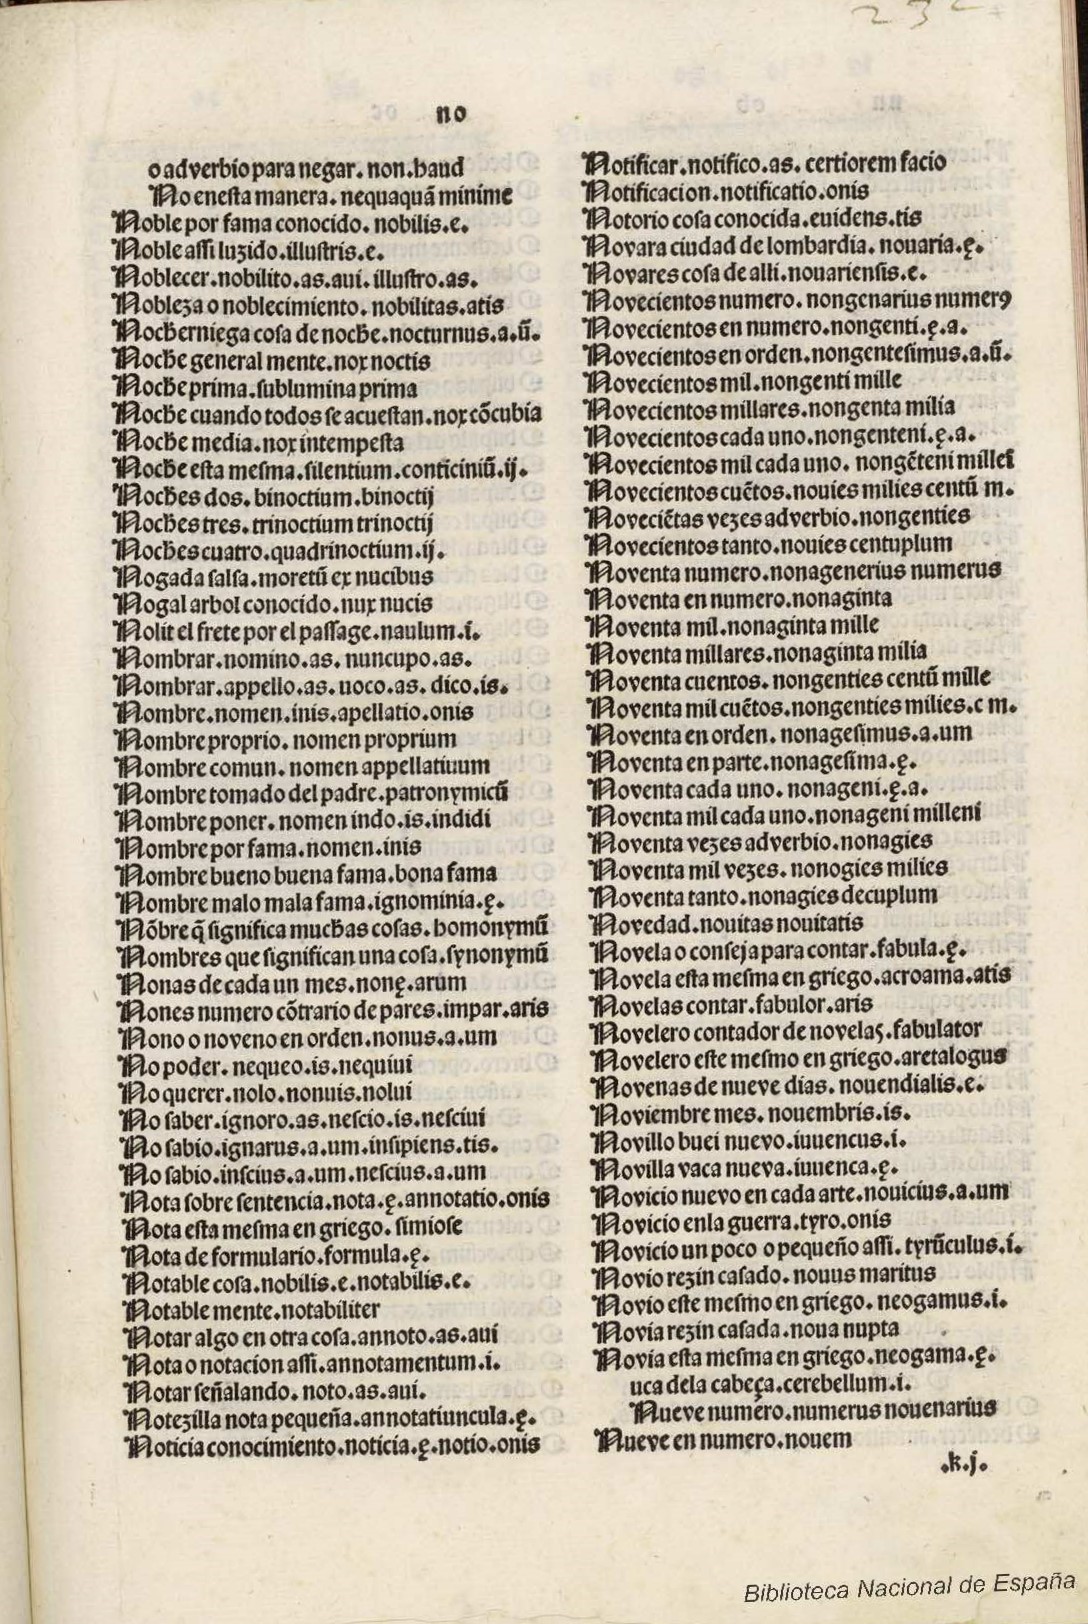 232
no
o adverbio para negar. non. haud
No enesta manera. nequaquã minime
Noble por fama conocido. nobilis.e.
Noble assi luzido.illustris.e.
Noblecer.nobilito.as.aui.illustro.as.
Nobleza o noblecimiento. nobilitas.atis
Nocherniega cosa de noche.nocturnus.a.ũ.
Noche general mente.nox noctis
Noche prima.sublumina prima
Noche cuando todos se acuestan.nox cõcubia
Noche media.nox intempesta
Noche esta mesma.silentium.conticiniũ.ij.
Noches dos. binoctium.binoctij
Noches tres. trinoctium trinoctij
Noches cuatro.quadrinoctium.ij.
Nogada salsa.moretũ ex nucibus
Nogal arbol conocido.nux nucis
Nolit el frete por el passage.naulum.i.
Nombrar.nomino.as. nuncupo.as.
Nombrar.appello.as.uoco.as. dico.is.
Nombre.nomen.inis.apellatio.onis
Nombre proprio. nomen proprium
Nombre comun. nomen appellatiuum
Nombre tomado del padre.patronymicũ
Nombre poner. nomen indo.is.indidi
Nombre por fama.nomen.inis
Nombre bueno buena fama.bona fama
Nombre malo mala fama.ignominia.ę.
Nõbre q̃ significa muchas cosas. homonymũ
Nombres que significan una cosa.synonymũ
Nonas de cada un mes.nonę.arum
Nones numero cõtrario de pares.impar.aris
Nono o noveno en orden.nonus.a.um
No poder. nequeo.is.nequiui
No querer.nolo.nonuis.nolui
No saber.ignoro.as.nescio.is.nesciui
No sabio.ignarus.a.um.insipiens.tis.
No sabio.inscius.a.um.nescius.a.um
Nota sobre sentencia.nota.ę.annotatio.onis
Nota esta mesma en griego. simiose
Nota de formulario.formula.ę.
Notable cosa.nobilis.e.notabilis.e.
Notable mente.notabiliter
Notar algo en otra cosa.annoto.as.aui
Nota o notacion assi.annotamentum.i.
Notar señalando. noto.as.aui.
Notezilla nota pequeña.annotatiuncula.ę.
Noticia conocimiento.noticia.ę.notio.onis
Notificar.notifico.as. certiorem facio
Notificacion.notificatio.onis
Notorio cosa conocida.euidens.tis
Novara ciudad de lombardia. nouaria.ę.
Novares cosa de alli.nouariensis.e.
Novecientos numero. nongenarius numerꝰ
Novecientos en numero.nongenti.ę.a.
Novecientos en orden.nongentesimus.a.ũ.
Novecientos mil.nongenti mille
Novecientos millares.nongenta milia
Novecientos cada uno.nongenteni.ę.a.
Novecientos mil cada uno. nongẽteni milleĩ
Novecientos cuẽtos.nouies milies centũ m.
Noveciẽtas vezes adverbio.nongenties
Novecientos tanto.nouies centuplum
Noventa numero.nonagenerius numerus
Noventa en numero.nonaginta
Noventa mil.nonaginta mille
Noventa millares.nonaginta milia
Noventa cuentos. nongenties centũ mille
Noventa mil cuẽtos.nongenties milies.c m.
Noventa en orden. nonagesimus.a.um
Noventa en parte.nonagesima.ę.
Noventa cada uno. nonageni.ę.a.
Noventa mil cada uno.nonageni milleni
Noventa vezes adverbio.nonagies
Noventa mil vezes. nonogies milies
Noventa tanto.nonagies decuplum
Novedad.nouitas nouitatis
Novela o conseja para contar.fabula.ę.
Novela esta mesma en griego.acroama.atis
Novelas contar.fabulor.aris
Novelero contador de novelas.fabulator
Novelero este mesmo en griego.aretalogus
Novenas de nueve dias. nouendialis.e.
Noviembre mes. nouembris.is.
Novillo buei nuevo.iuuencus.i.
Novilla vaca nueva.iuuenca.ę.
Novicio nuevo en cada arte.nouicius.a.um
Novicio enla guerra.tyro.onis
Novicio un poco o pequeño assi.tyrũculus.i.
Novio rezin casado. nouus maritus
Novio este mesmo en griego. neogamus.i.
Novia rezin casada.noua nupta
Novia esta mesma en griego.neogama.ę.
uca dela cabeça.cerebellum.i.
Nueve numero.numerus nouenarius
Nueve en numero.nouem
.k.j.
Biblioteca Nacional de España